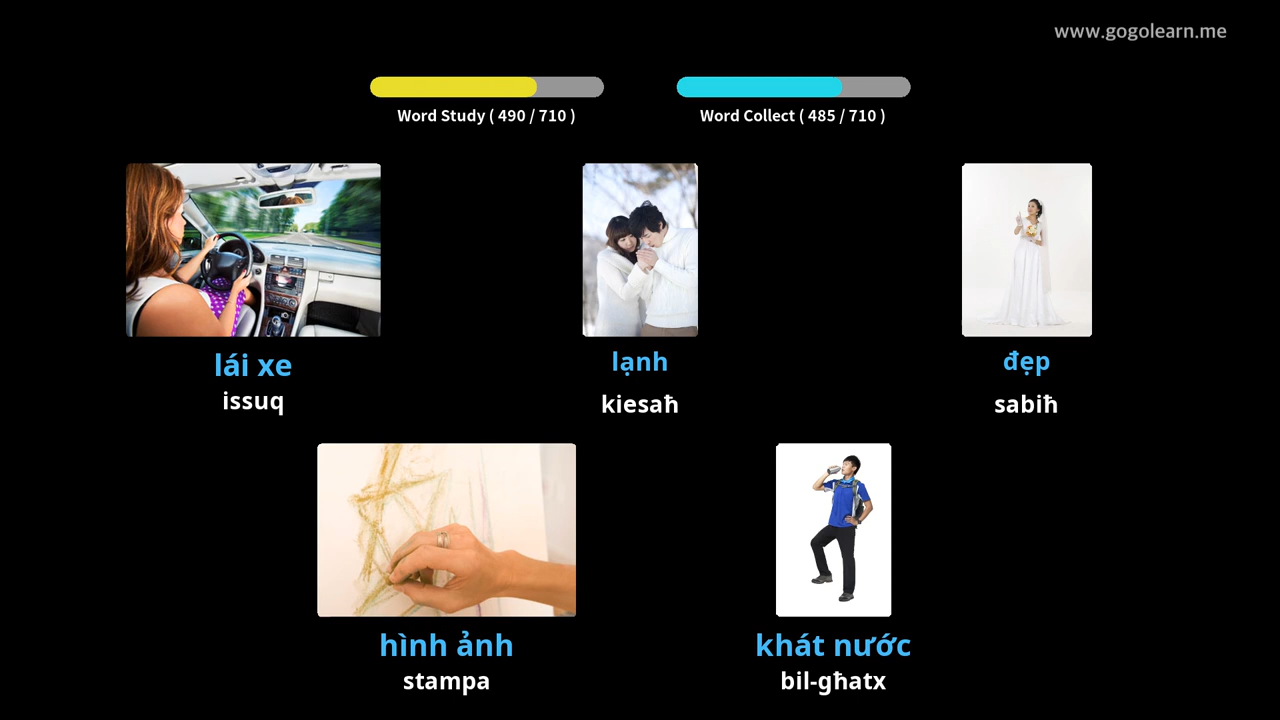 www.gogolearn.me
Word Study ( 490 / 710 )
Word Collect ( 485 / 710 )
lái xe
issuq
lạnh
kiesaħ
đẹp
sabiħ
hình ảnh
stampa
khát nước
bil-għatx